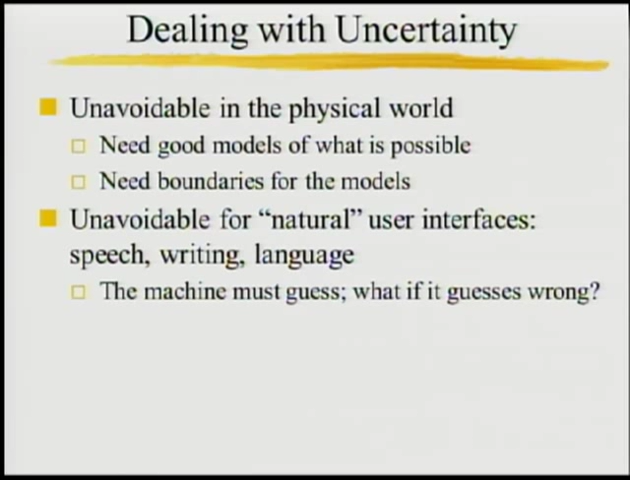 Dealing with Uncertainty
Unavoidable in the physical world
Need good models of what is possible
Need boundaries for the models
Unavoidable for “natural” user interfaces:
speech, writing, language
The machine must guess; what if it guesses wrong?